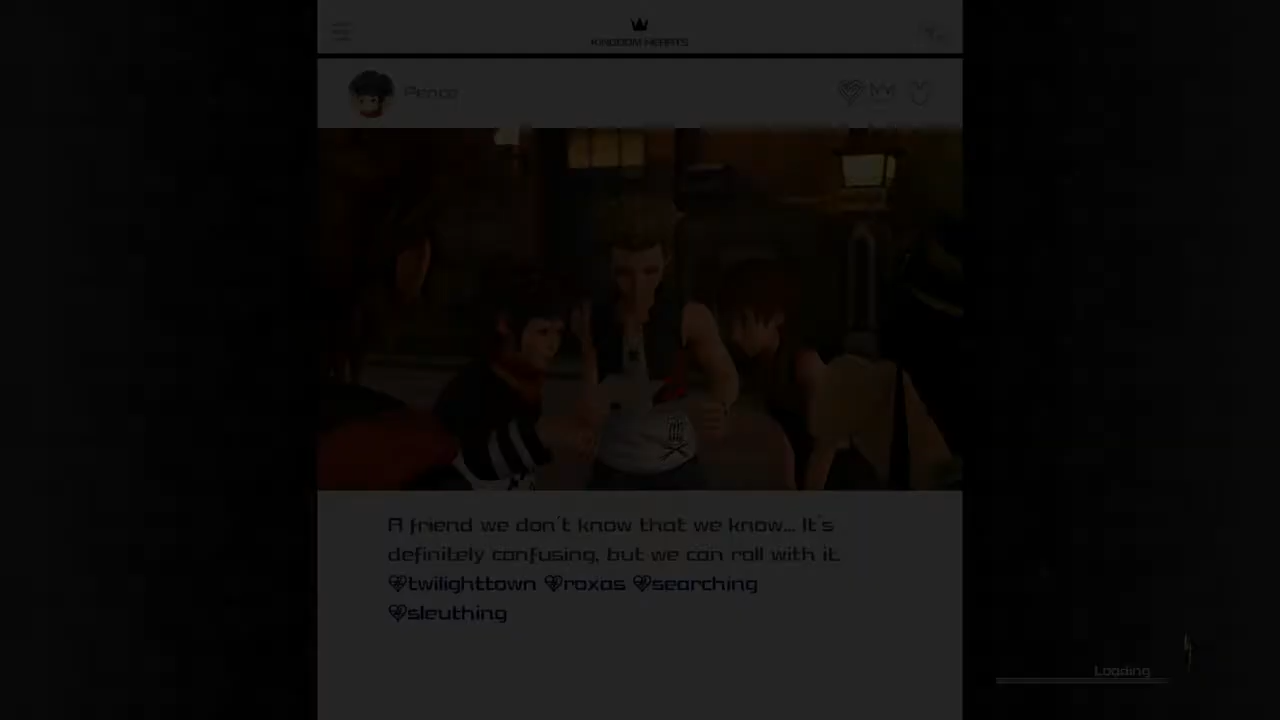 KINGDOM HEARTS
Pence
A friend we don't know that we know... It's
definitely confusing, but we can roll with it.
twilighttown roxas searching
sleuthing
Loading